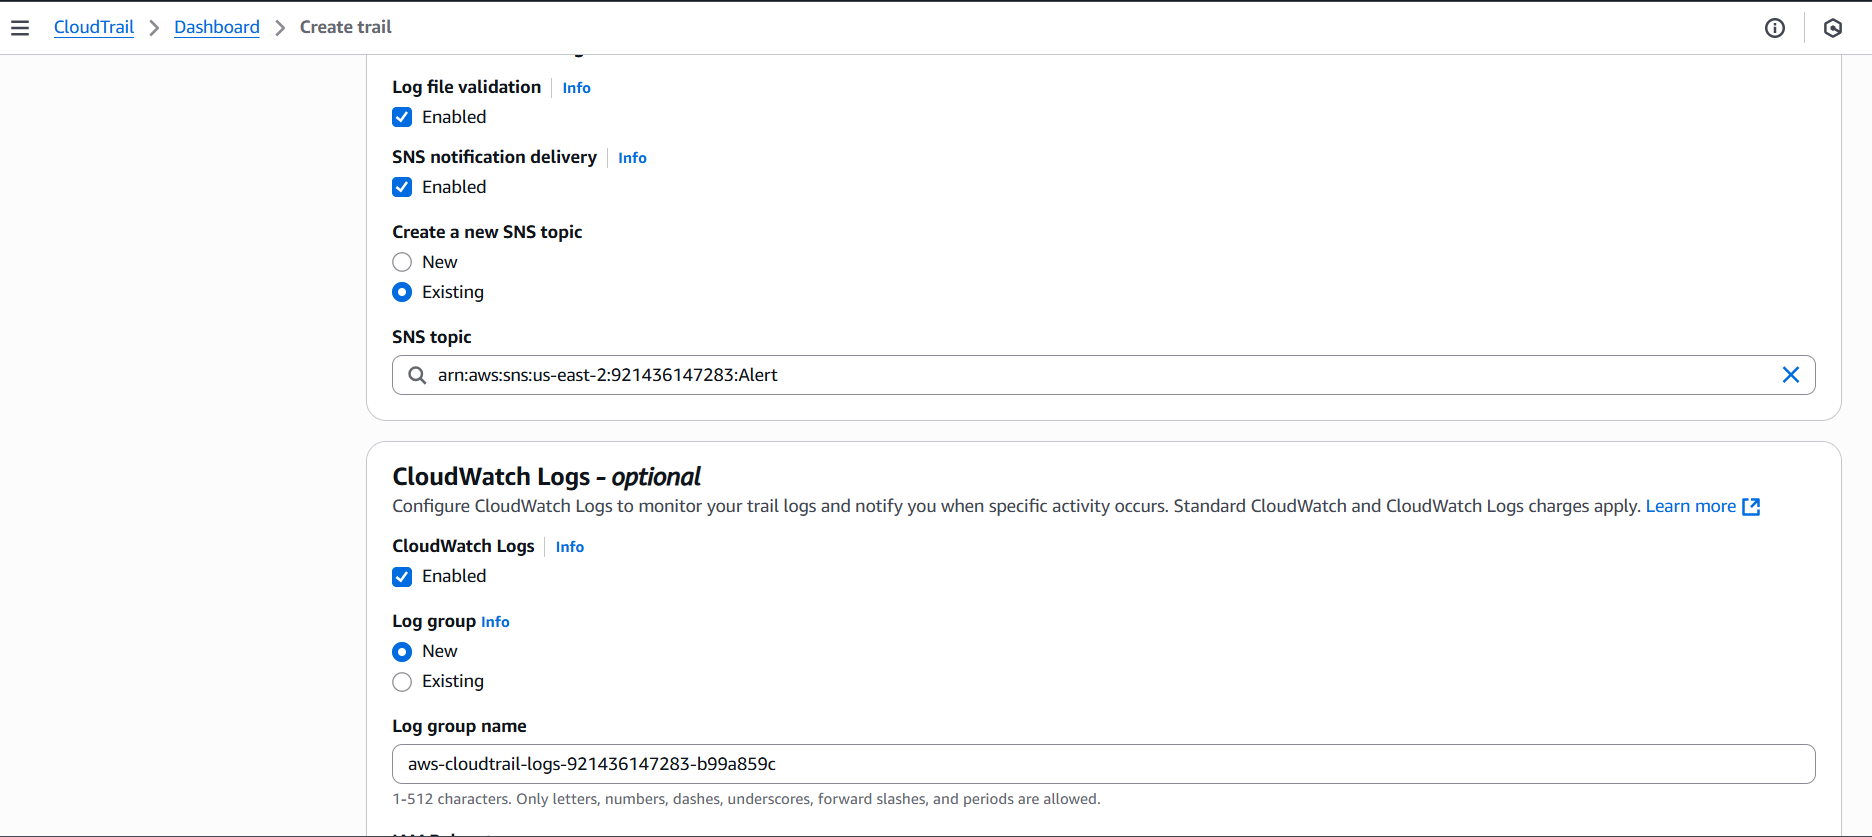 CloudTrail > Dashboard > Create trail
Log file validation | Info
Enabled
SNS notification delivery | Info
Enabled
Create a new SNS topic
New
Existing
SNS topic
arn:aws:sns:us-east-2:921436147283:Alert
CloudWatch Logs - optional
Configure CloudWatch Logs to monitor your trail logs and notify you when specific activity occurs. Standard CloudWatch and CloudWatch Logs charges apply. Learn more
CloudWatch Logs | Info
Enabled
Log group Info
New
Existing
Log group name
aws-cloudtrail-logs-921436147283-b99a859c
1-512 characters. Only letters, numbers, dashes, underscores, forward slashes, and periods are allowed.